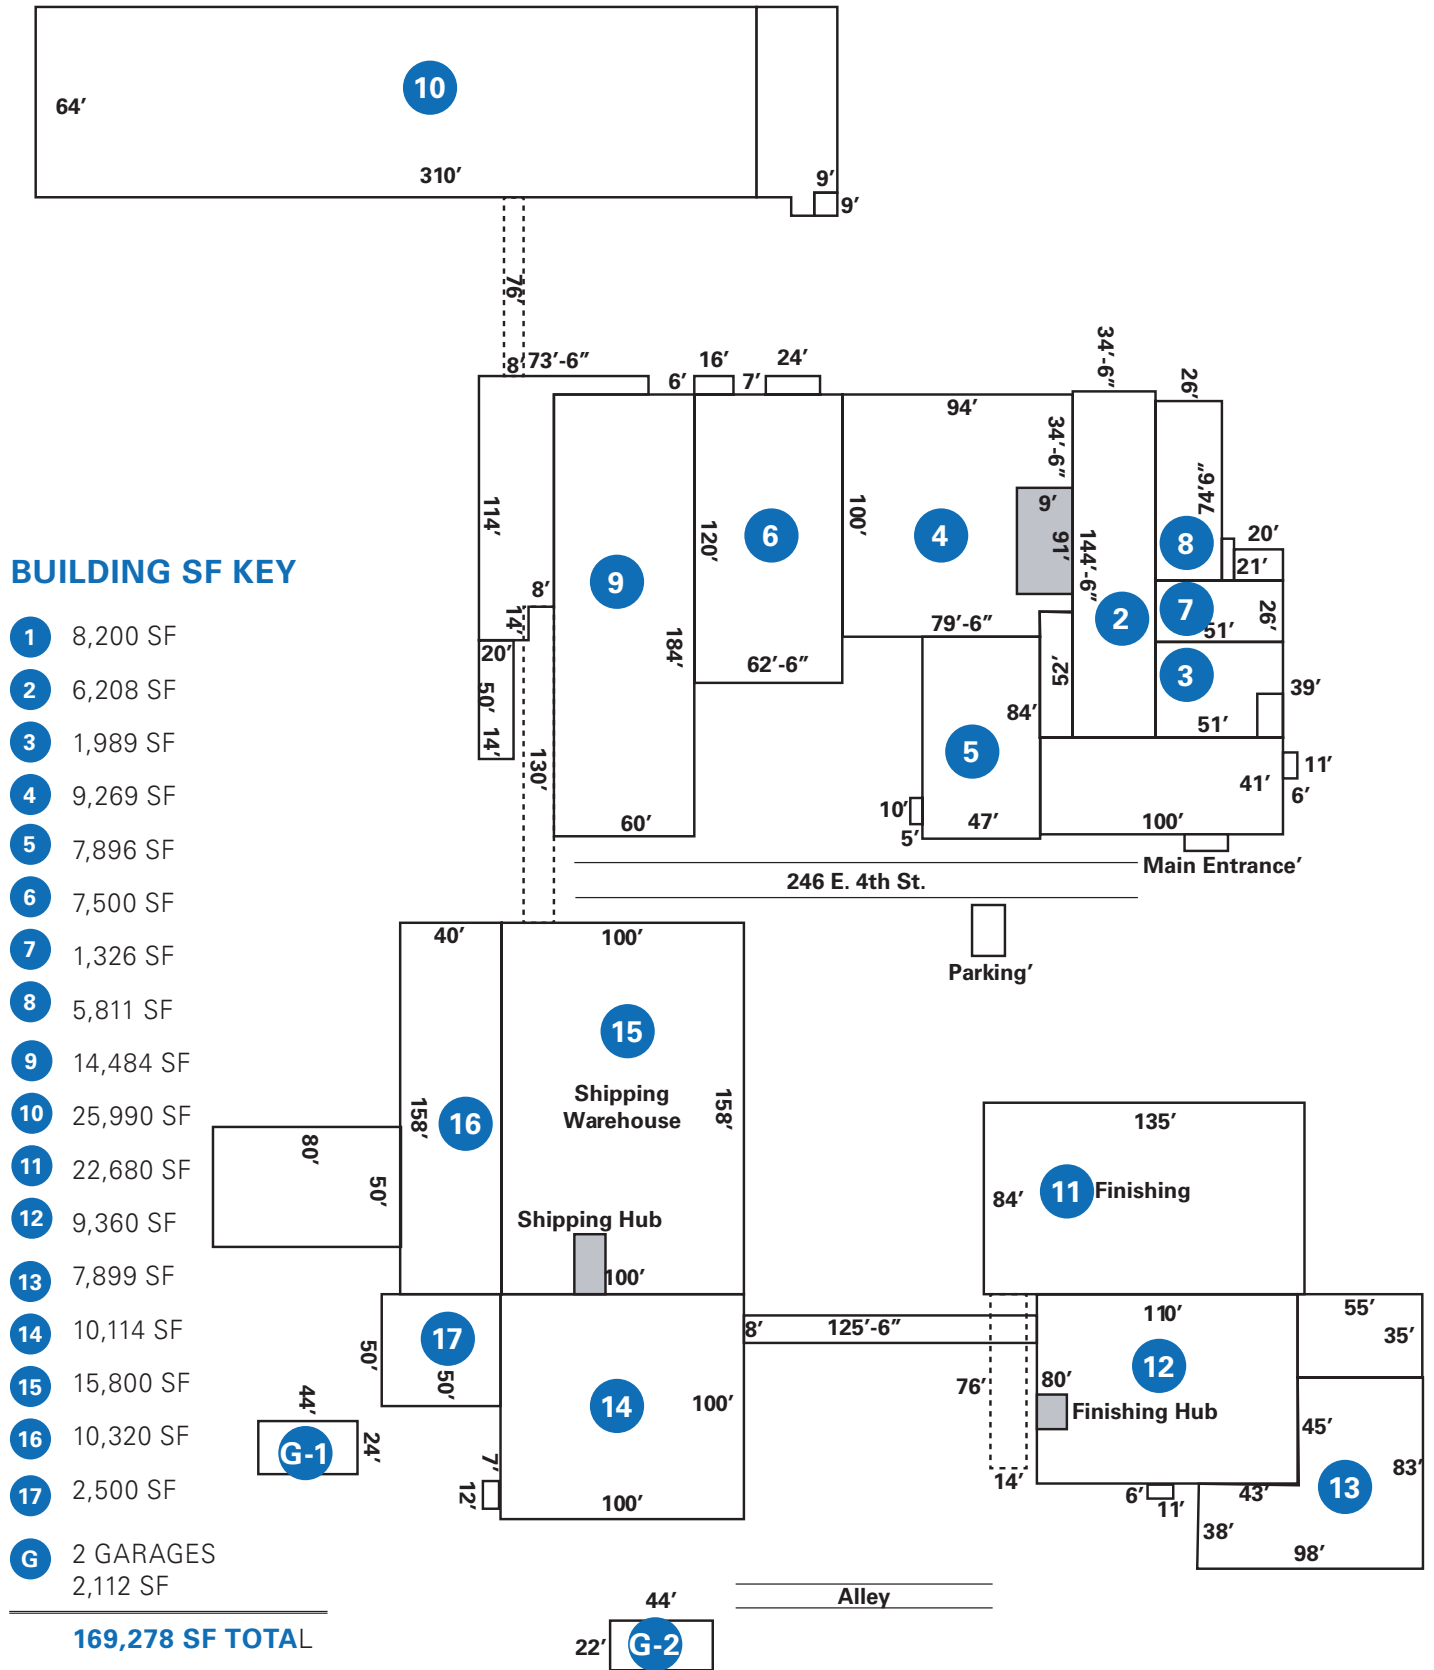 10
64′
310′
9′
9′
76′
8′ 73′-6″
6′
16′
7′
24′
94′
34′-6″
26′
34′-6″
9′
91′
144′-6″
74′6″
114′
120′
100′
6
4
8
20′
21′
9
7
2
51′
26′
8′
14′
20′
50′
14′
184′
130′
62′-6″
79′-6″
52′
84′
3
39′
51′
5
10′
5′
47′
60′
41′
11′
6′
100′
Main Entrance′
246 E. 4th St.
Parking′
BUILDING SF KEY
1 8,200 SF
2 6,208 SF
3 1,989 SF
4 9,269 SF
5 7,896 SF
6 7,500 SF
7 1,326 SF
8 5,811 SF
9 14,484 SF
10 25,990 SF
11 22,680 SF
12 9,360 SF
13 7,899 SF
14 10,114 SF
15 15,800 SF
16 10,320 SF
17 2,500 SF
G 2 GARAGES
2,112 SF
169,278 SF TOTAL
40′
100′
15
Shipping
Warehouse
158′
16
158′
80′
50′
Shipping Hub
100′
135′
84′
11 Finishing
17
50′
50′
8′
125′-6″
110′
55′
35′
12
76′
80′
Finishing Hub
14
100′
44′
24′
G-1
7′
12′
100′
14′
6′
11′
45′
83′
13
43′
38′
98′
Alley
44′
22′
G-2